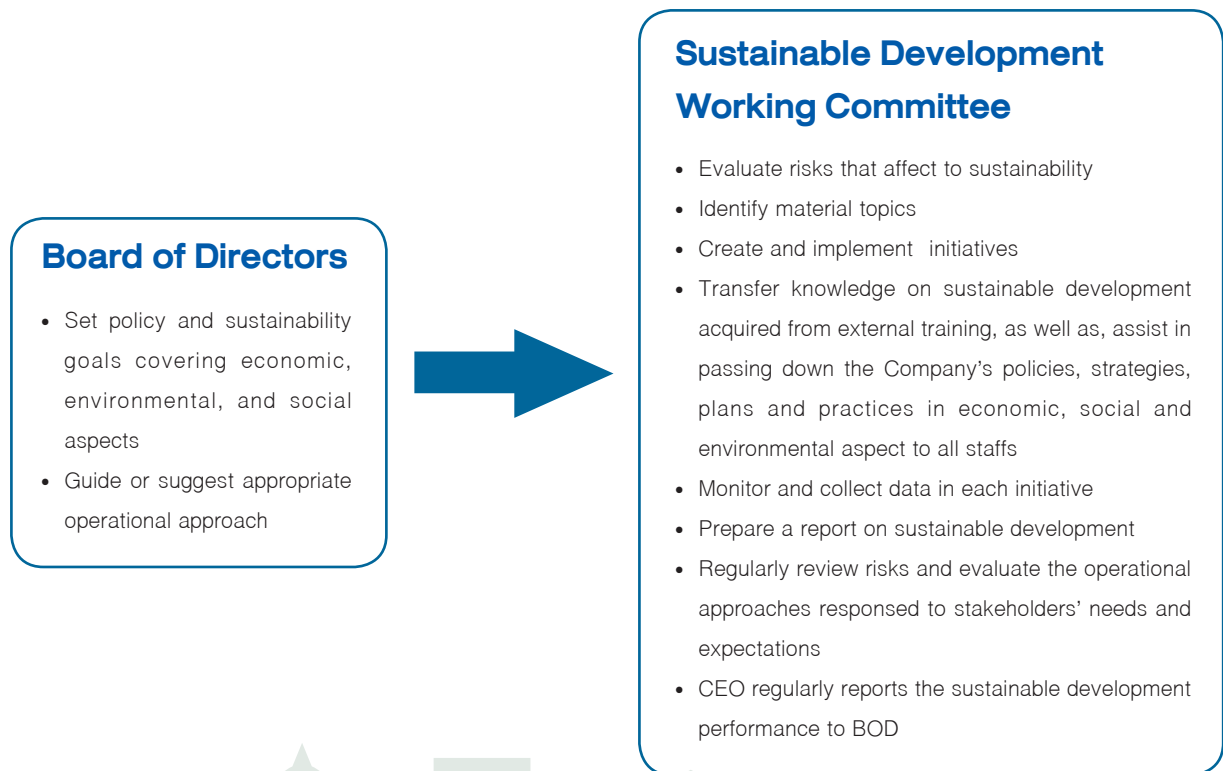 Board of Directors
• Set policy and sustainability
goals covering economic,
environmental, and social
aspects
• Guide or suggest appropriate
operational approach
Sustainable Development
Working Committee
• Evaluate risks that affect to sustainability
• Identify material topics
• Create and implement initiatives
• Transfer knowledge on sustainable development
acquired from external training, as well as, assist in
passing down the Company's policies, strategies,
plans and practices in economic, social and
environmental aspect to all staffs
• Monitor and collect data in each initiative
• Prepare a report on sustainable development
• Regularly review risks and evaluate the operational
approaches responsed to stakeholders' needs and
expectations
• CEO regularly reports the sustainable development
performance to BOD